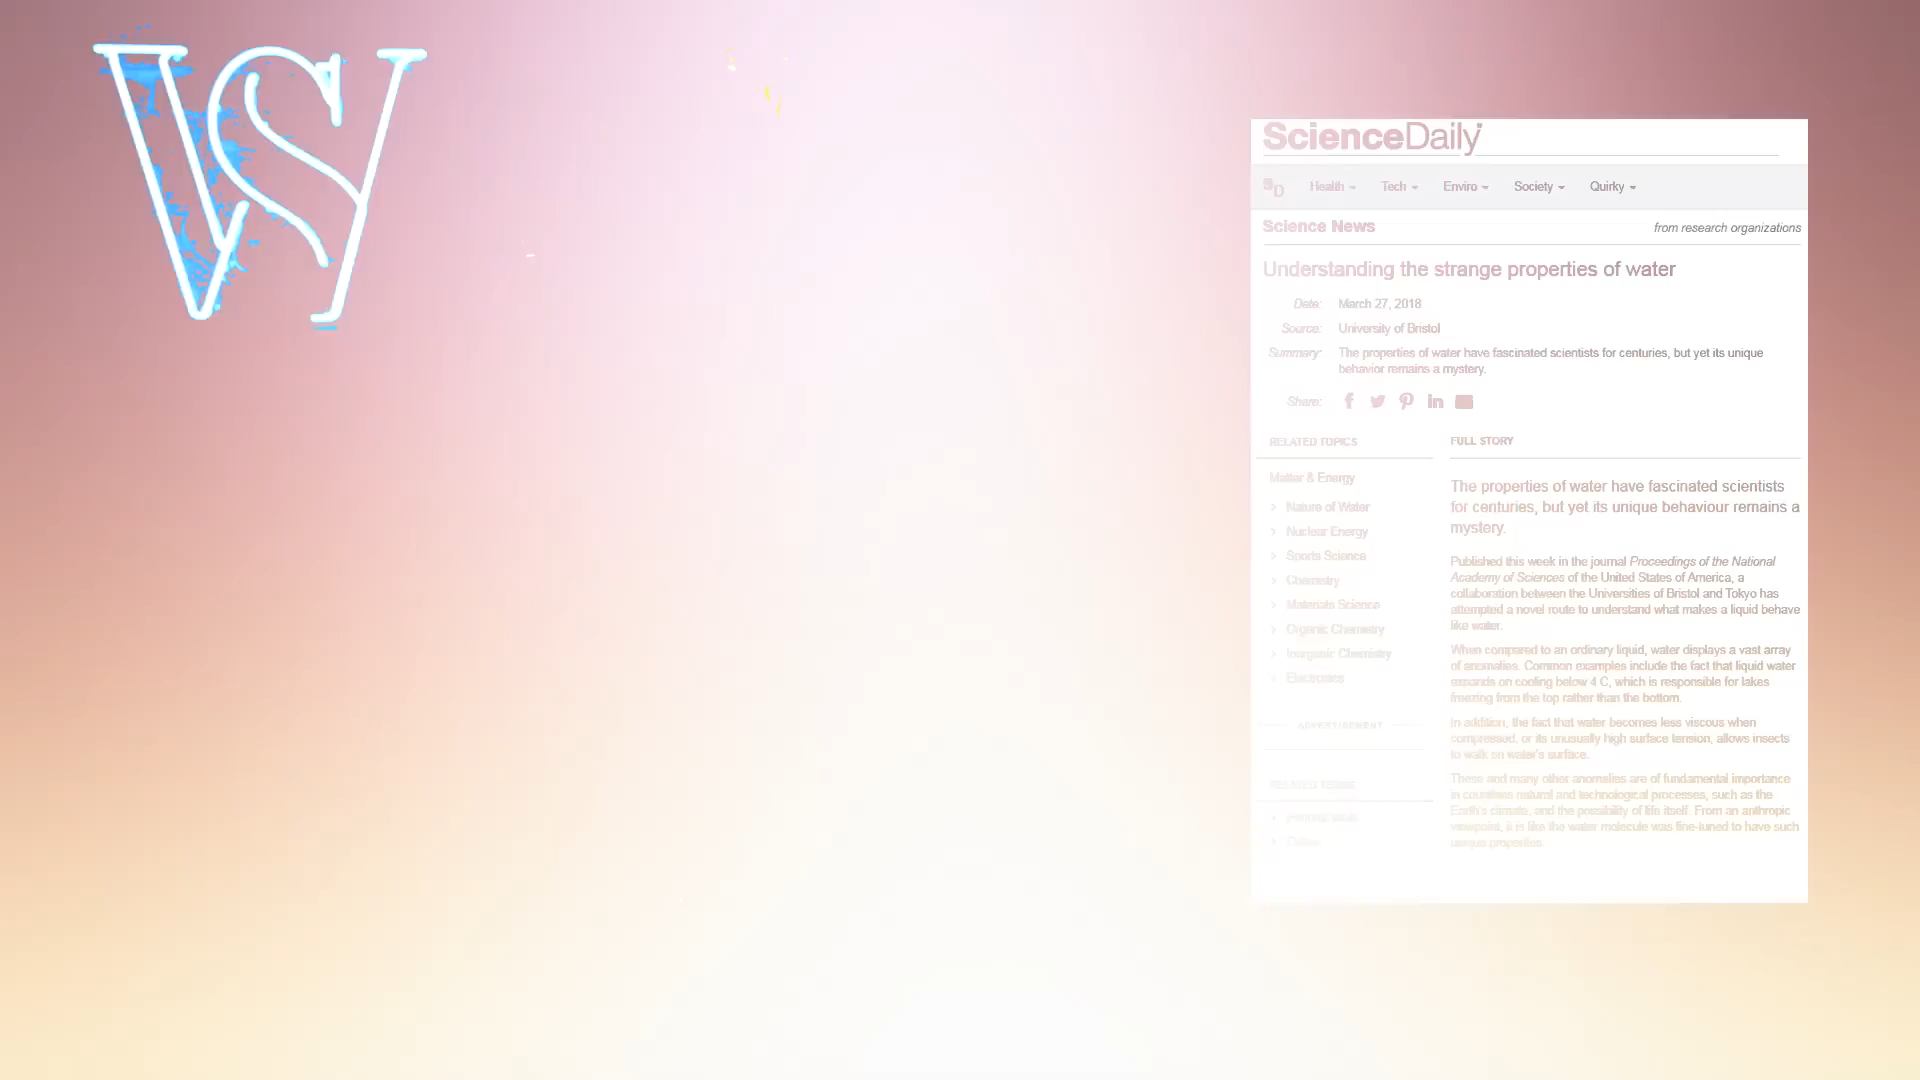 VSY
ScienceDaily
SD Health Tech Enviro Society Quirky
Science News
from research organizations
Understanding the strange properties of water
Date: March 27, 2018
Source: University of Bristol
Summary: The properties of water have fascinated scientists for centuries, but yet its unique
behavior remains a mystery.
Share:
RELATED TOPICS
Matter & Energy
Nature of Water
Nuclear Energy
Sports Science
Chemistry
Materials Science
Organic Chemistry
Inorganic Chemistry
Electronics
ADVERTISEMENT
RELATED TERMS
FULL STORY
The properties of water have fascinated scientists
for centuries, but yet its unique behaviour remains a
mystery.
Published this week in the journal Proceedings of the National
Academy of Sciences of the United States of America, a
collaboration between the Universities of Bristol and Tokyo has
attempted a novel route to understand what makes a liquid behave
like water.
When compared to an ordinary liquid, water displays a vast array
of anomalies. Common examples include the fact that liquid water
expands on cooling below 4 C, which is responsible for lakes
freezing from the top rather than the bottom.
In addition, the fact that water becomes less viscous when
compressed, or its unusually high surface tension, allows insects
to walk on water's surface.
These and many other anomalies are of fundamental importance
in countless natural and technological processes, such as the
Earth's climate, and the possibility of life itself. From an anthropic
viewpoint, it is like the water molecule was fine-tuned to have such
unique properties.